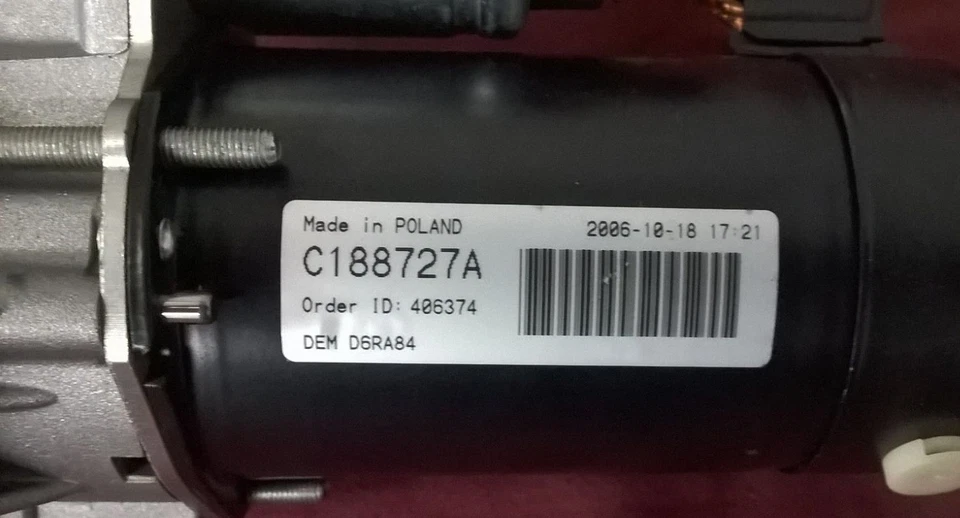 Made in POLAND
2006-10-18 17:21
C188727A
Order ID: 406374
DEM D6RA84